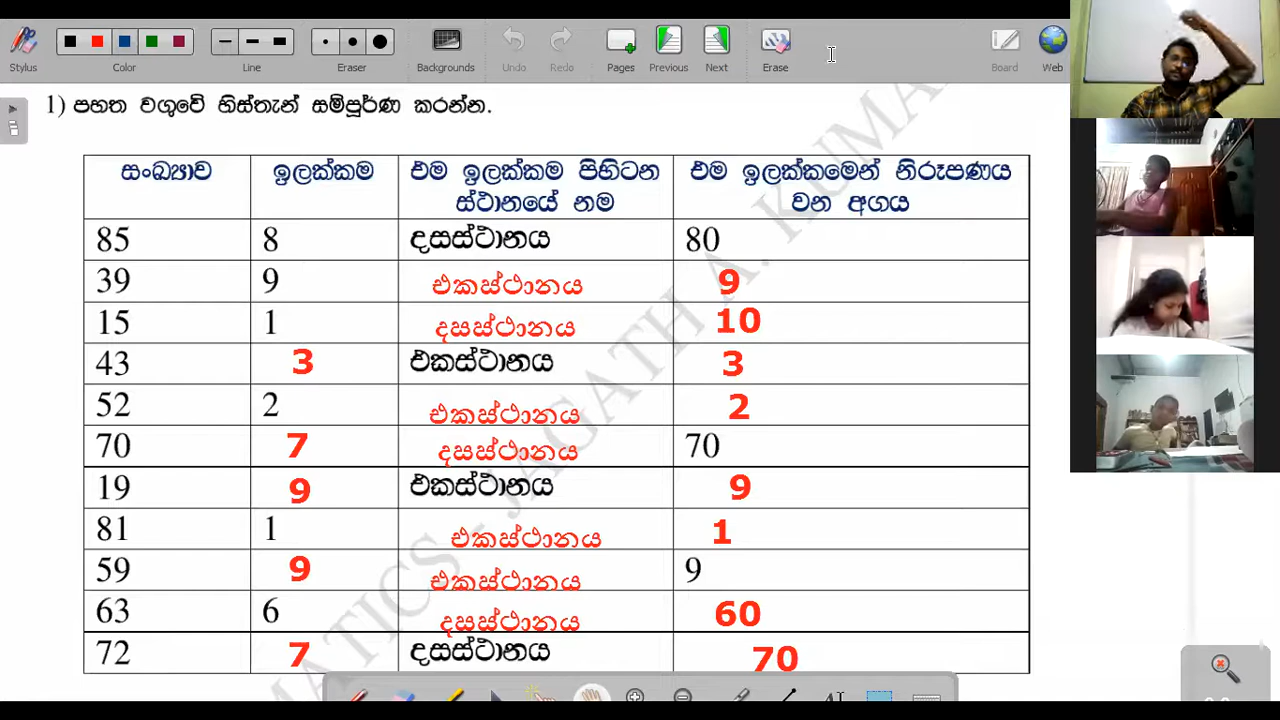 Stylus Color Line Eraser Backgrounds Undo Redo Pages Previous Next Erase Board Web
1) පහත වගුවේ හිස්තැන් සම්පූර්ණ කරන්න.
සංඛ්‍යාව ඉලක්කම එම ඉලක්කම පිහිටන ස්ථානයේ නම එම ඉලක්කමෙන් නිරූපණය වන අගය
85 8 දසස්ථානය 80
39 9 එකස්ථානය 9
15 1 දසස්ථානය 10
43 3 එකස්ථානය 3
52 2 එකස්ථානය 2
70 7 දසස්ථානය 70
19 9 එකස්ථානය 9
81 1 එකස්ථානය 1
59 9 එකස්ථානය 9
63 6 දසස්ථානය 60
72 7 දසස්ථානය 70
MATICS - JAGATH A. KUMA